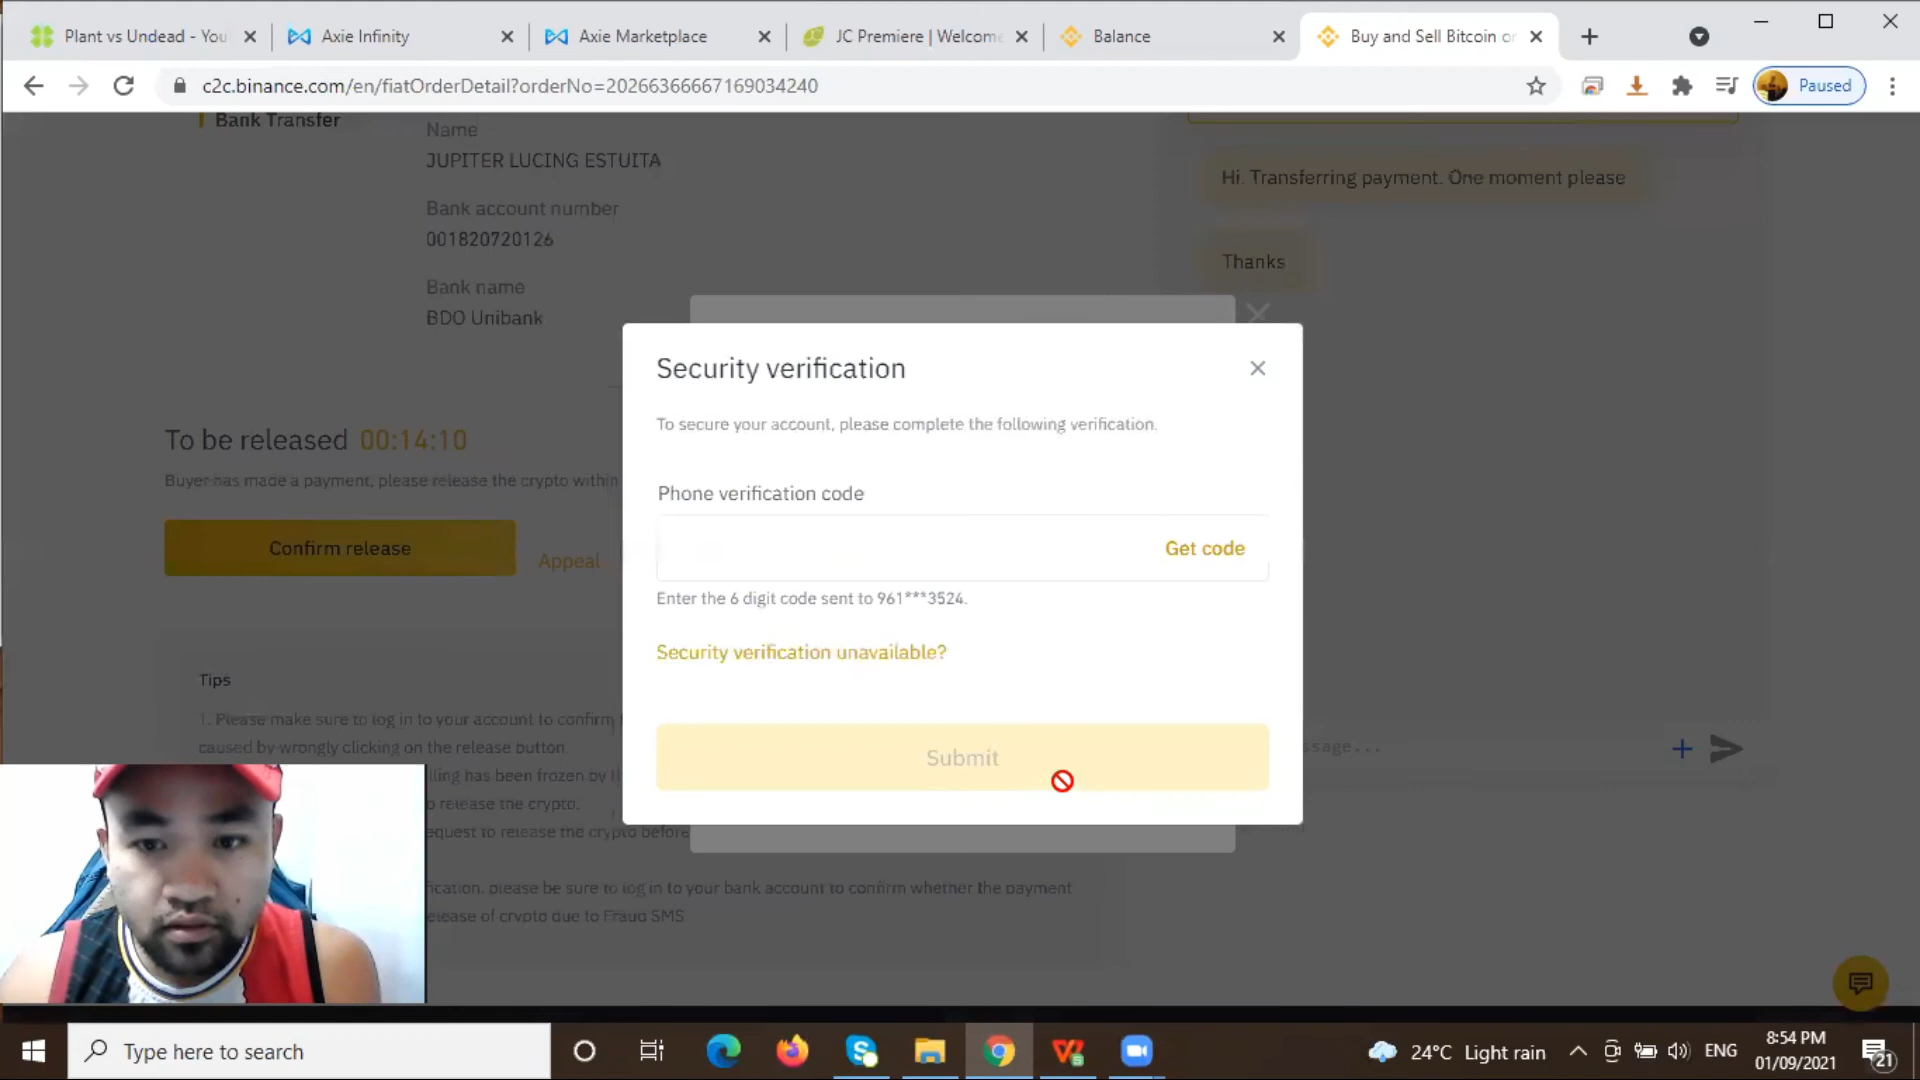 Plant vs Undead - You
Axie Infinity
Axie Marketplace
JC Premiere | Welcome
Balance
Buy and Sell Bitcoin or
c2c.binance.com/en/fiatOrderDetail?orderNo=20266366667169034240
Paused
Bank Transfer
Name
JUPITER LUCING ESTUITA
Bank account number
001820720126
Bank name
BDO Unibank
Hi. Transferring payment. One moment please
Thanks
To be released 00:14:10
Buyer has made a payment, please release the crypto within
Confirm release
Appeal
Security verification
To secure your account, please complete the following verification.
Phone verification code
Get code
Enter the 6 digit code sent to 961***3524.
Security verification unavailable?
Submit
Tips
1. Please make sure to log in to your account to confirm
caused by wrongly clicking on the release button.
lling has been frozen by
o release the crypto.
equest to release the crypto before
fication, please be sure to log in to your bank account to confirm whether the payment
elease of crypto due to Fraud SMS
ssage...
Type here to search
24°C Light rain
ENG
8:54 PM
01/09/2021
21